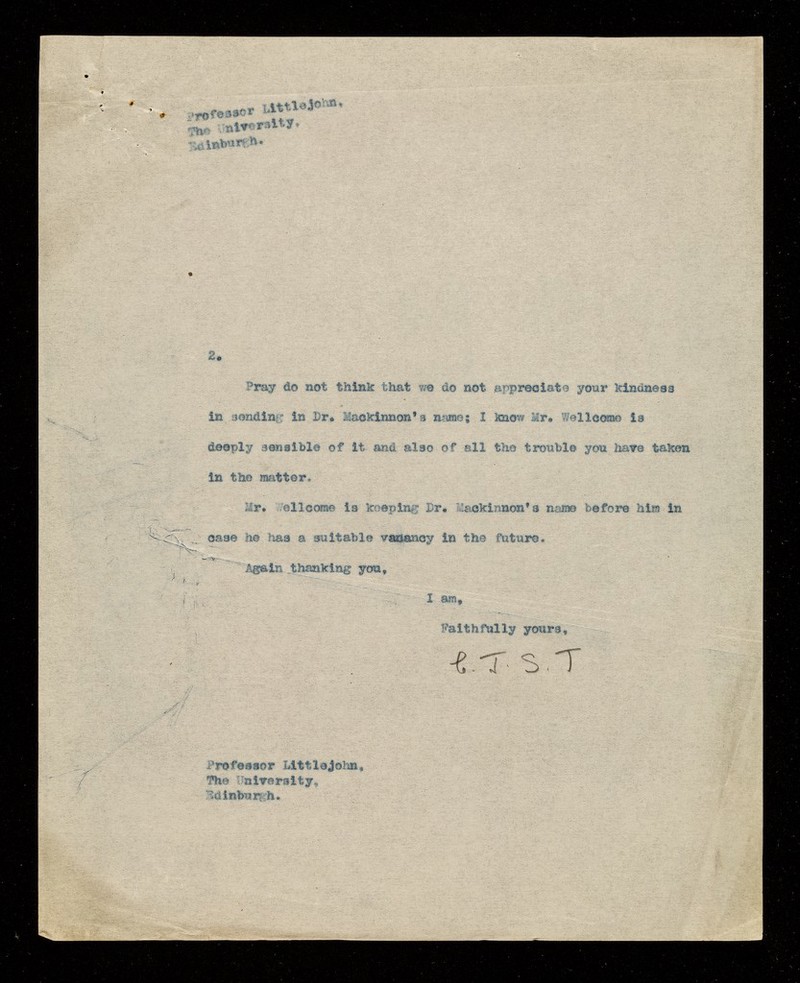 Professor Littlejohn.
The University.
Edinburgh.
2.
Pray do not think that we do not appreciate your kindness
in sending in Dr. Mackinnon's name; I know Mr. Wellcome is
deeply sensible of it and also of all the trouble you have taken
in the matter.
Mr. Wellcome is keeping Dr. Mackinnon's name before him in
case he has a suitable vacancy in the future.
Again thanking you,
I am,
Faithfully yours,
C. J. S. T
Professor Littlejohn,
The University,
Edinburgh.